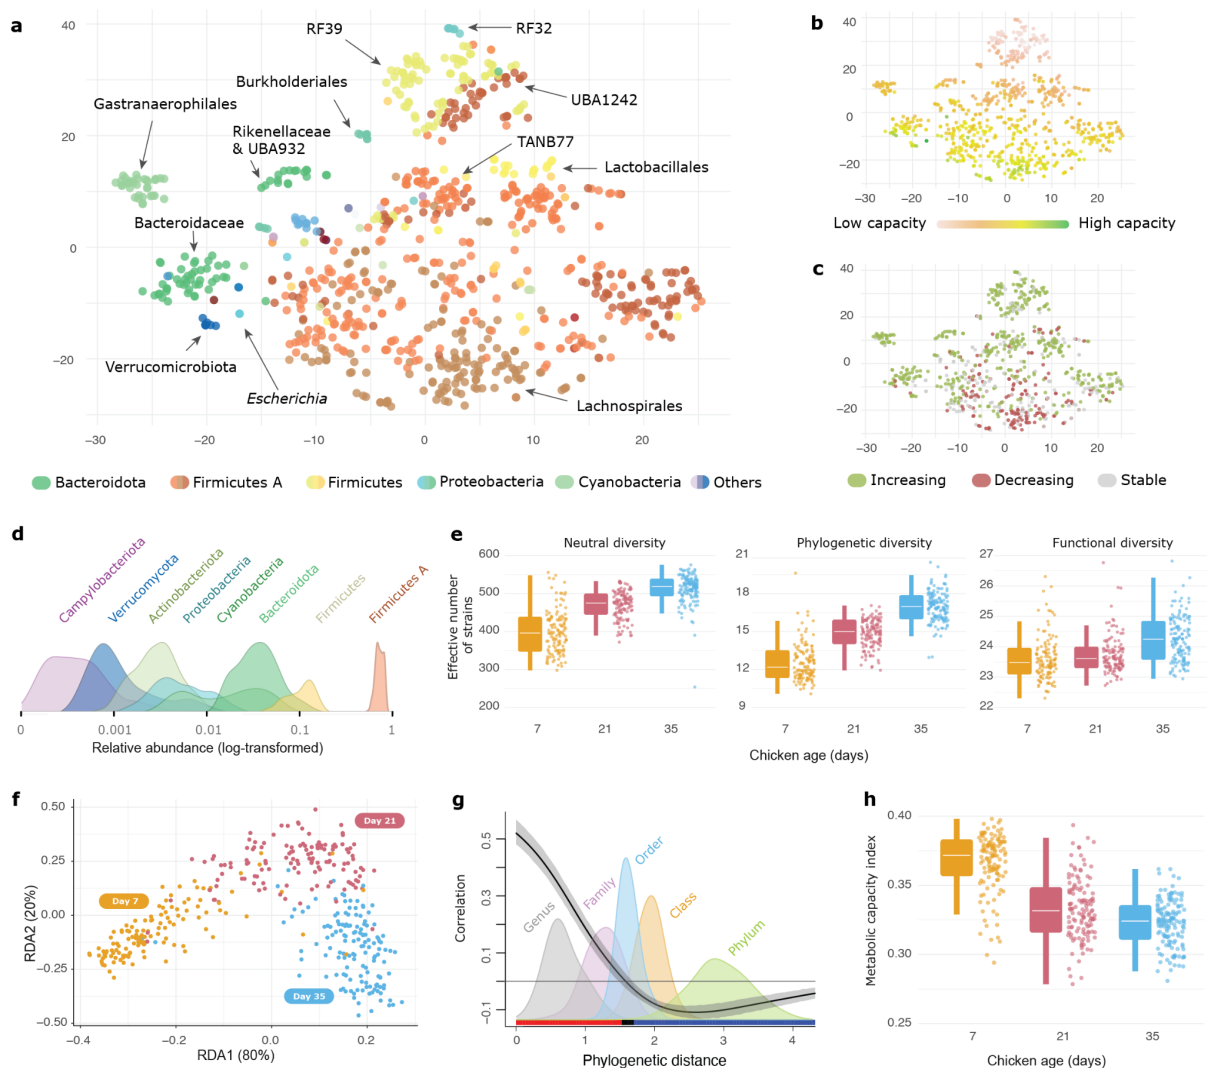 a
40
20
0
−20
−30
−20
−10
0
10
20
RF39
RF32
Burkholderiales
Gastranaerophilales
UBA1242
Rikenellaceae
& UBA932
TANB77
Lactobacillales
Bacteroidaceae
Verrucomicrobiota
Escherichia
Lachnospirales
Bacteroidota
Firmicutes A
Firmicutes
Proteobacteria
Cyanobacteria
Others
b
40
20
0
−20
−30
−20
−10
0
10
20
Low capacity
High capacity
c
40
20
0
−20
−30
−20
−10
0
10
20
Increasing
Decreasing
Stable
d
Campylobacteriota
Verrucomycota
Actinobacteriota
Proteobacteria
Cyanobacteria
Bacteroidota
Firmicutes
Firmicutes A
0
0.001
0.01
0.1
1
Relative abundance (log-transformed)
e
Neutral diversity
Phylogenetic diversity
Functional diversity
Effective number
of strains
600
500
400
300
200
7
21
35
21
18
15
12
9
7
21
35
27
26
25
24
23
22
7
21
35
Chicken age (days)
f
0.50
0.25
0.00
−0.25
−0.50
RDA2 (20%)
Day 21
Day 7
Day 35
−0.4
−0.2
0.0
0.2
RDA1 (80%)
g
Correlation
0.5
0.3
0.1
−0.1
Genus
Family
Order
Class
Phylum
0
1
2
3
4
Phylogenetic distance
h
Metabolic capacity index
0.40
0.35
0.30
0.25
7
21
35
Chicken age (days)